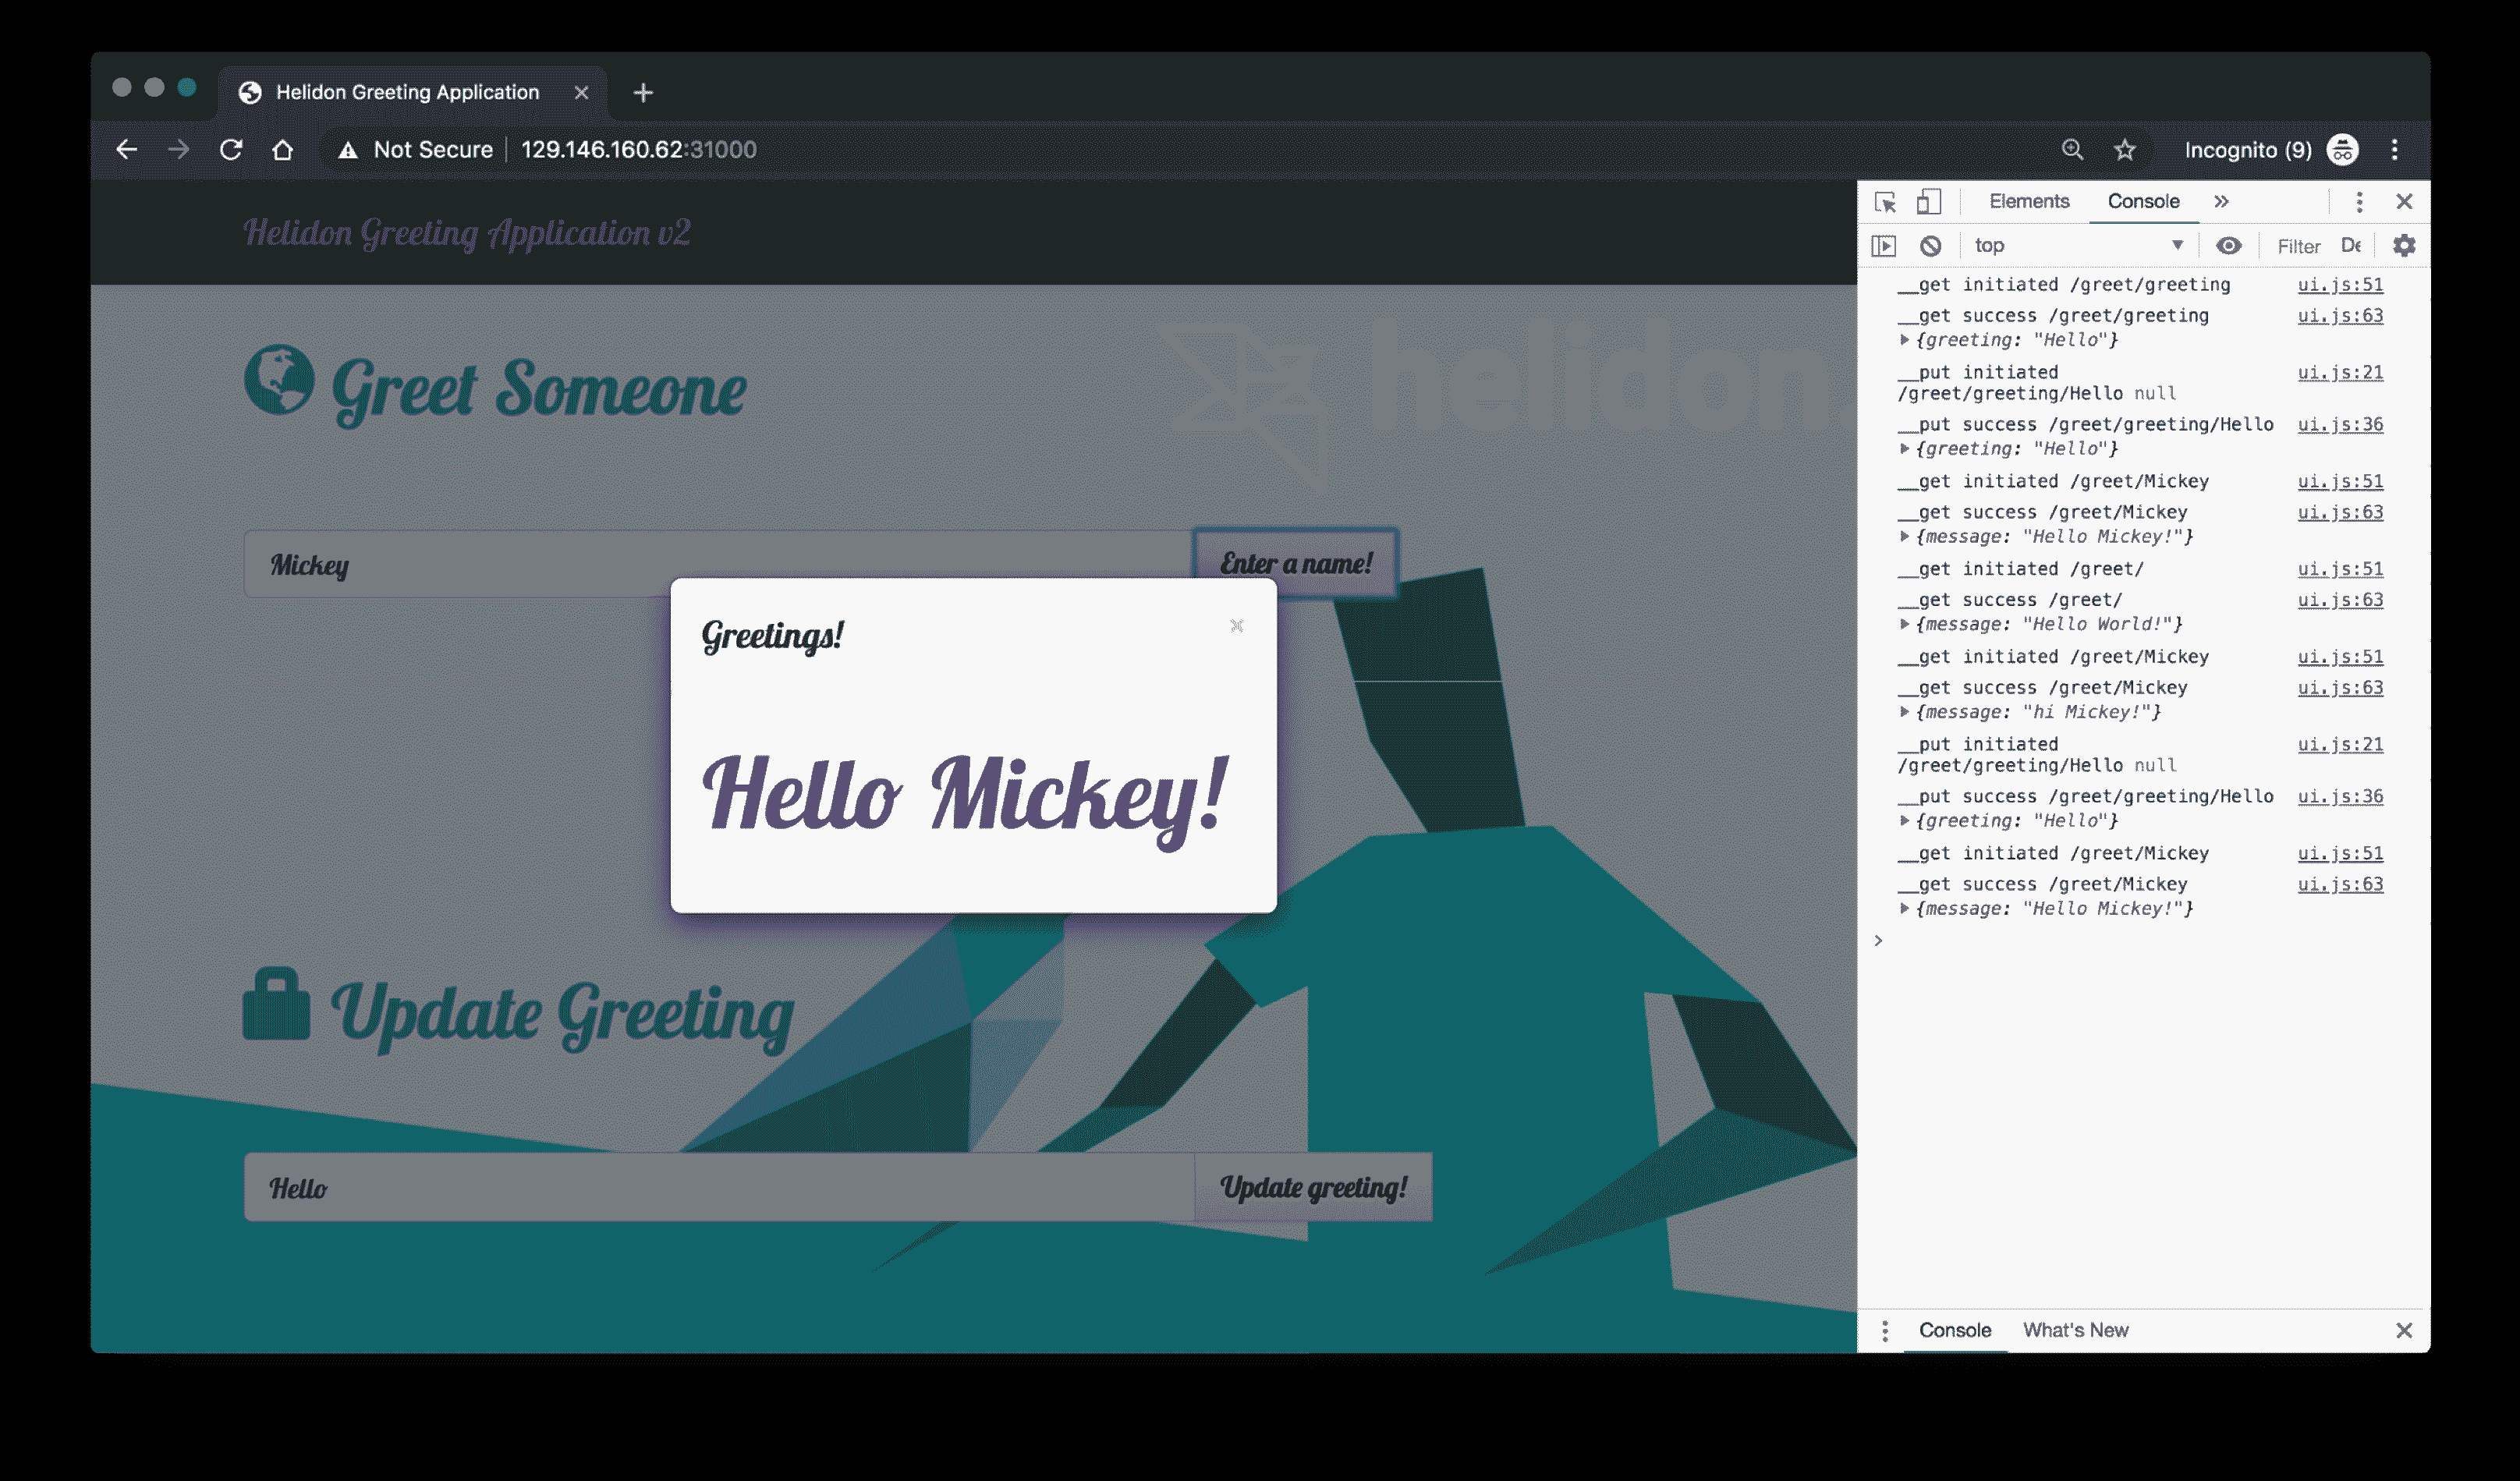 Helidon Greeting Application
Not Secure 129.146.160.62:31000
Incognito (9)
Helidon Greeting Application v2
helidon.
Greet Someone
Mickey
Enter a name!
Greetings!
×
Hello Mickey!
Update Greeting
Hello
Update greeting!
Elements Console »
top Filter De
__get initiated /greet/greeting ui.js:51
__get success /greet/greeting ui.js:63
{greeting: "Hello"}
__put initiated ui.js:21
/greet/greeting/Hello null
__put success /greet/greeting/Hello ui.js:36
{greeting: "Hello"}
__get initiated /greet/Mickey ui.js:51
__get success /greet/Mickey ui.js:63
{message: "Hello Mickey!"}
__get initiated /greet/ ui.js:51
__get success /greet/ ui.js:63
{message: "Hello World!"}
__get initiated /greet/Mickey ui.js:51
__get success /greet/Mickey ui.js:63
{message: "hi Mickey!"}
__put initiated ui.js:21
/greet/greeting/Hello null
__put success /greet/greeting/Hello ui.js:36
{greeting: "Hello"}
__get initiated /greet/Mickey ui.js:51
__get success /greet/Mickey ui.js:63
{message: "Hello Mickey!"}
>
Console What's New